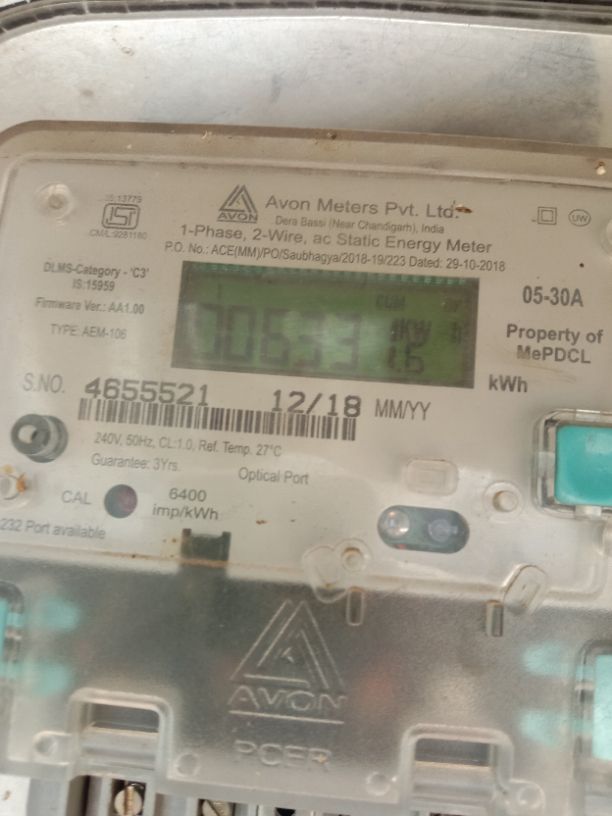 IS:13779
ISI
CM/L:9281180
AVON
Avon Meters Pvt. Ltd.
Dera Bassi (Near Chandigarh), India
UW
1-Phase, 2-Wire, ac Static Energy Meter
P.O. No.: ACE(MM)/PO/Saubhagya/2018-19/223 Dated: 29-10-2018
DLMS-Category - 'C3'
IS:15959
Firmware Ver.: AA1.00
TYPE: AEM-106
CUM
05-30A
Property of
MePDCL
kWh
S.NO. 4655521 12/18 MM/YY
240V, 50Hz, CL:1.0, Ref. Temp. 27°C
Guarantee: 3Yrs.
Optical Port
CAL
6400
imp/kWh
232 Port available
AVON